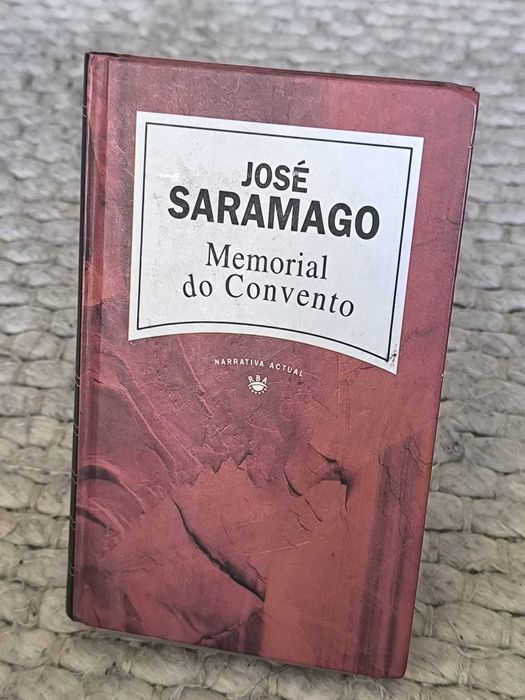 JOSÉ
SARAMAGO
Memorial
do Convento
NARRATIVA ACTUAL
RBA